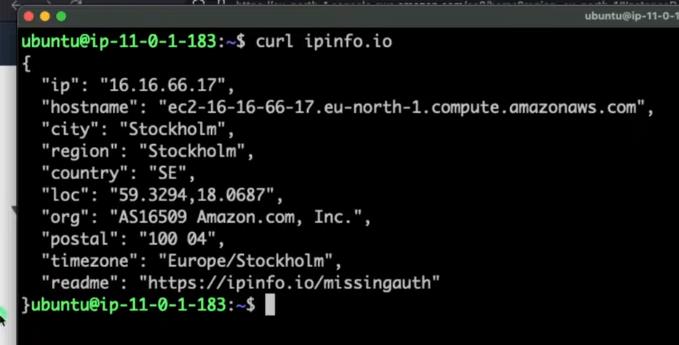 ubuntu@ip-11-0-1
ubuntu@ip-11-0-1-183:~$ curl ipinfo.io
{
  "ip": "16.16.66.17",
  "hostname": "ec2-16-16-66-17.eu-north-1.compute.amazonaws.com",
  "city": "Stockholm",
  "region": "Stockholm",
  "country": "SE",
  "loc": "59.3294,18.0687",
  "org": "AS16509 Amazon.com, Inc.",
  "postal": "100 04",
  "timezone": "Europe/Stockholm",
  "readme": "https://ipinfo.io/missingauth"
}ubuntu@ip-11-0-1-183:~$